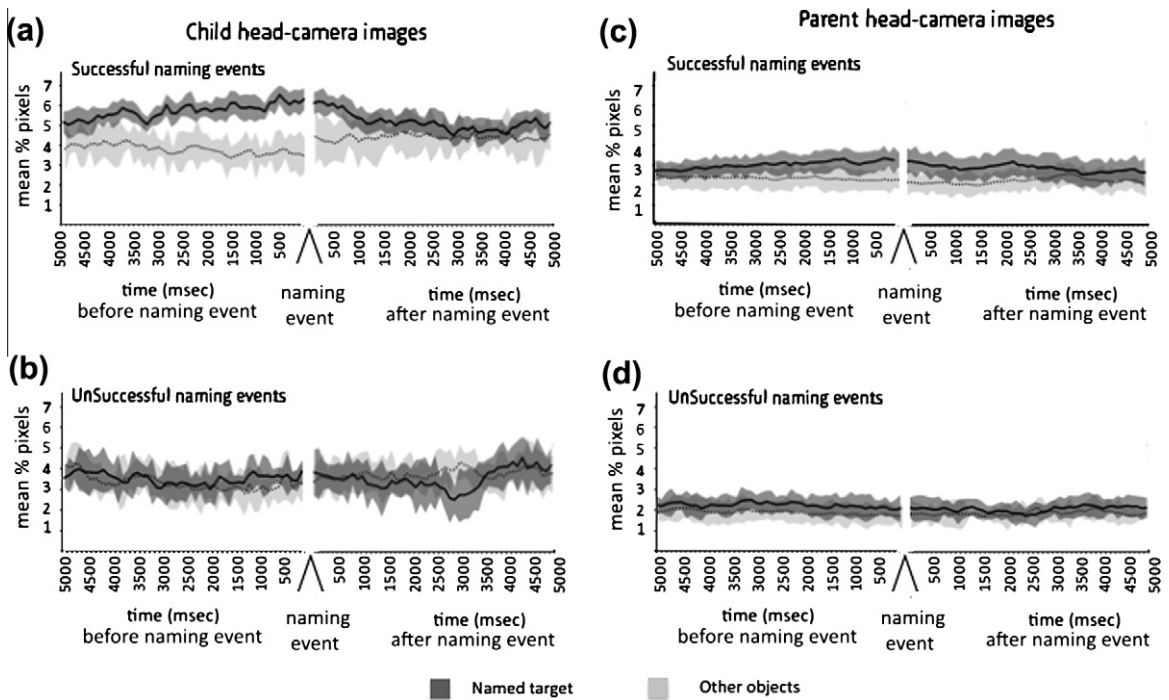 (a)
Child head-camera images
Successful naming events
mean % pixels
7
6
5
4
3
2
1
5000
4500
4000
3500
3000
2500
2000
1500
1000
500
500
1000
1500
2000
2500
3000
3500
4000
4500
5000
time (msec)
before naming event
naming
event
time (msec)
after naming event
(c)
Parent head-camera images
Successful naming events
mean % pixels
7
6
5
4
3
2
1
5000
4500
4000
3500
3000
2500
2000
1500
1000
500
500
1000
1500
2000
2500
3000
3500
4000
4500
5000
time (msec)
before naming event
naming
event
time (msec)
after naming event
(b)
UnSuccessful naming events
mean % pixels
7
6
5
4
3
2
1
5000
4500
4000
3500
3000
2500
2000
1500
1000
500
500
1000
1500
2000
2500
3000
3500
4000
4500
5000
time (msec)
before naming event
naming
event
time (msec)
after naming event
(d)
UnSuccessful naming events
mean % pixels
7
6
5
4
3
2
1
5000
4500
4000
3500
3000
2500
2000
1500
1000
500
500
1000
1500
2000
2500
3000
3500
4000
4500
5000
time (msec)
before naming event
naming
event
time (msec)
after naming event
Named target
Other objects